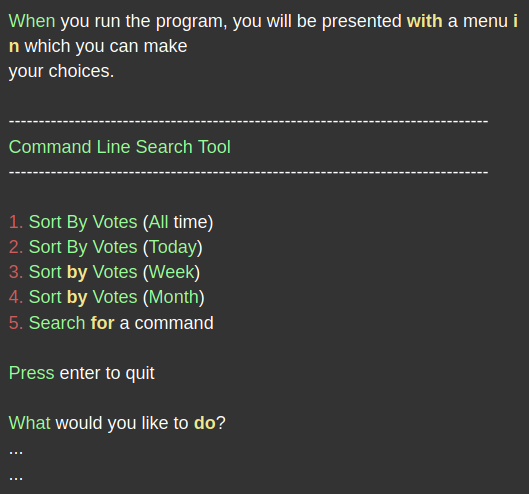 When you run the program, you will be presented with a menu i
n which you can make
your choices.
--------------------------------------------------------------------------------
Command Line Search Tool
--------------------------------------------------------------------------------
1. Sort By Votes (All time)
2. Sort By Votes (Today)
3. Sort by Votes (Week)
4. Sort by Votes (Month)
5. Search for a command
Press enter to quit
What would you like to do?
...
...